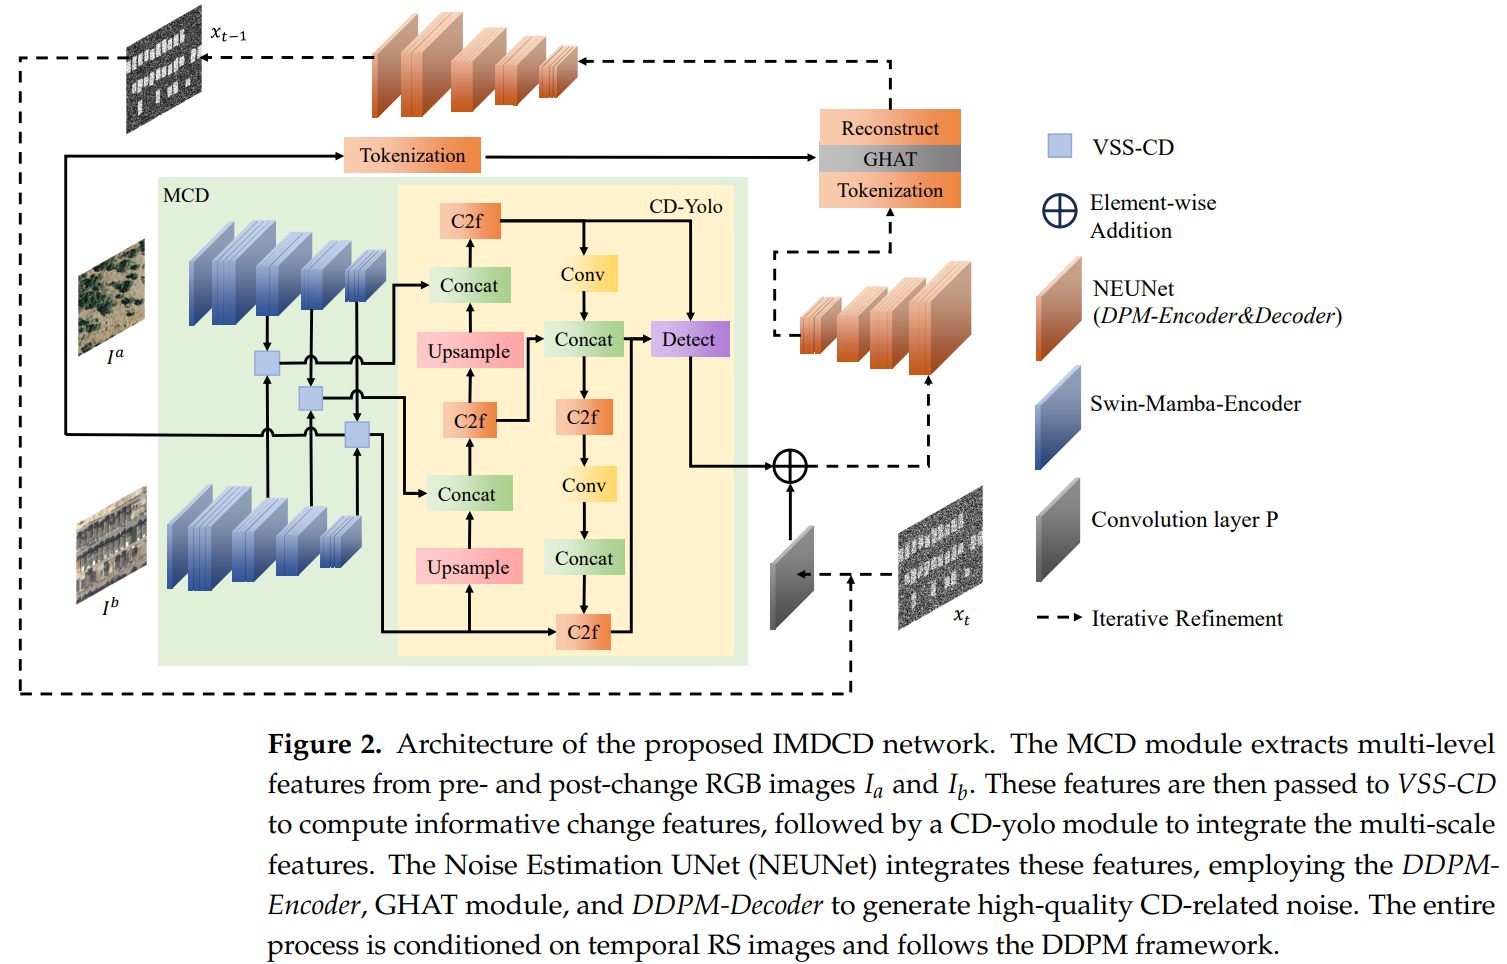 x_{t−1}
Reconstruct
GHAT
Tokenization
Tokenization
MCD
CD-Yolo
C2f
Concat
Conv
Upsample
Concat
Detect
C2f
C2f
Concat
Conv
Upsample
Concat
C2f
I^a
I^b
x_t
VSS-CD
Element-wise
Addition
NEUNet
(DPM-Encoder&Decoder)
Swin-Mamba-Encoder
Convolution layer P
Iterative Refinement
Figure 2. Architecture of the proposed IMDCD network. The MCD module extracts multi-level
features from pre- and post-change RGB images I_a and I_b. These features are then passed to VSS-CD
to compute informative change features, followed by a CD-yolo module to integrate the multi-scale
features. The Noise Estimation UNet (NEUNet) integrates these features, employing the DDPM-
Encoder, GHAT module, and DDPM-Decoder to generate high-quality CD-related noise. The entire
process is conditioned on temporal RS images and follows the DDPM framework.